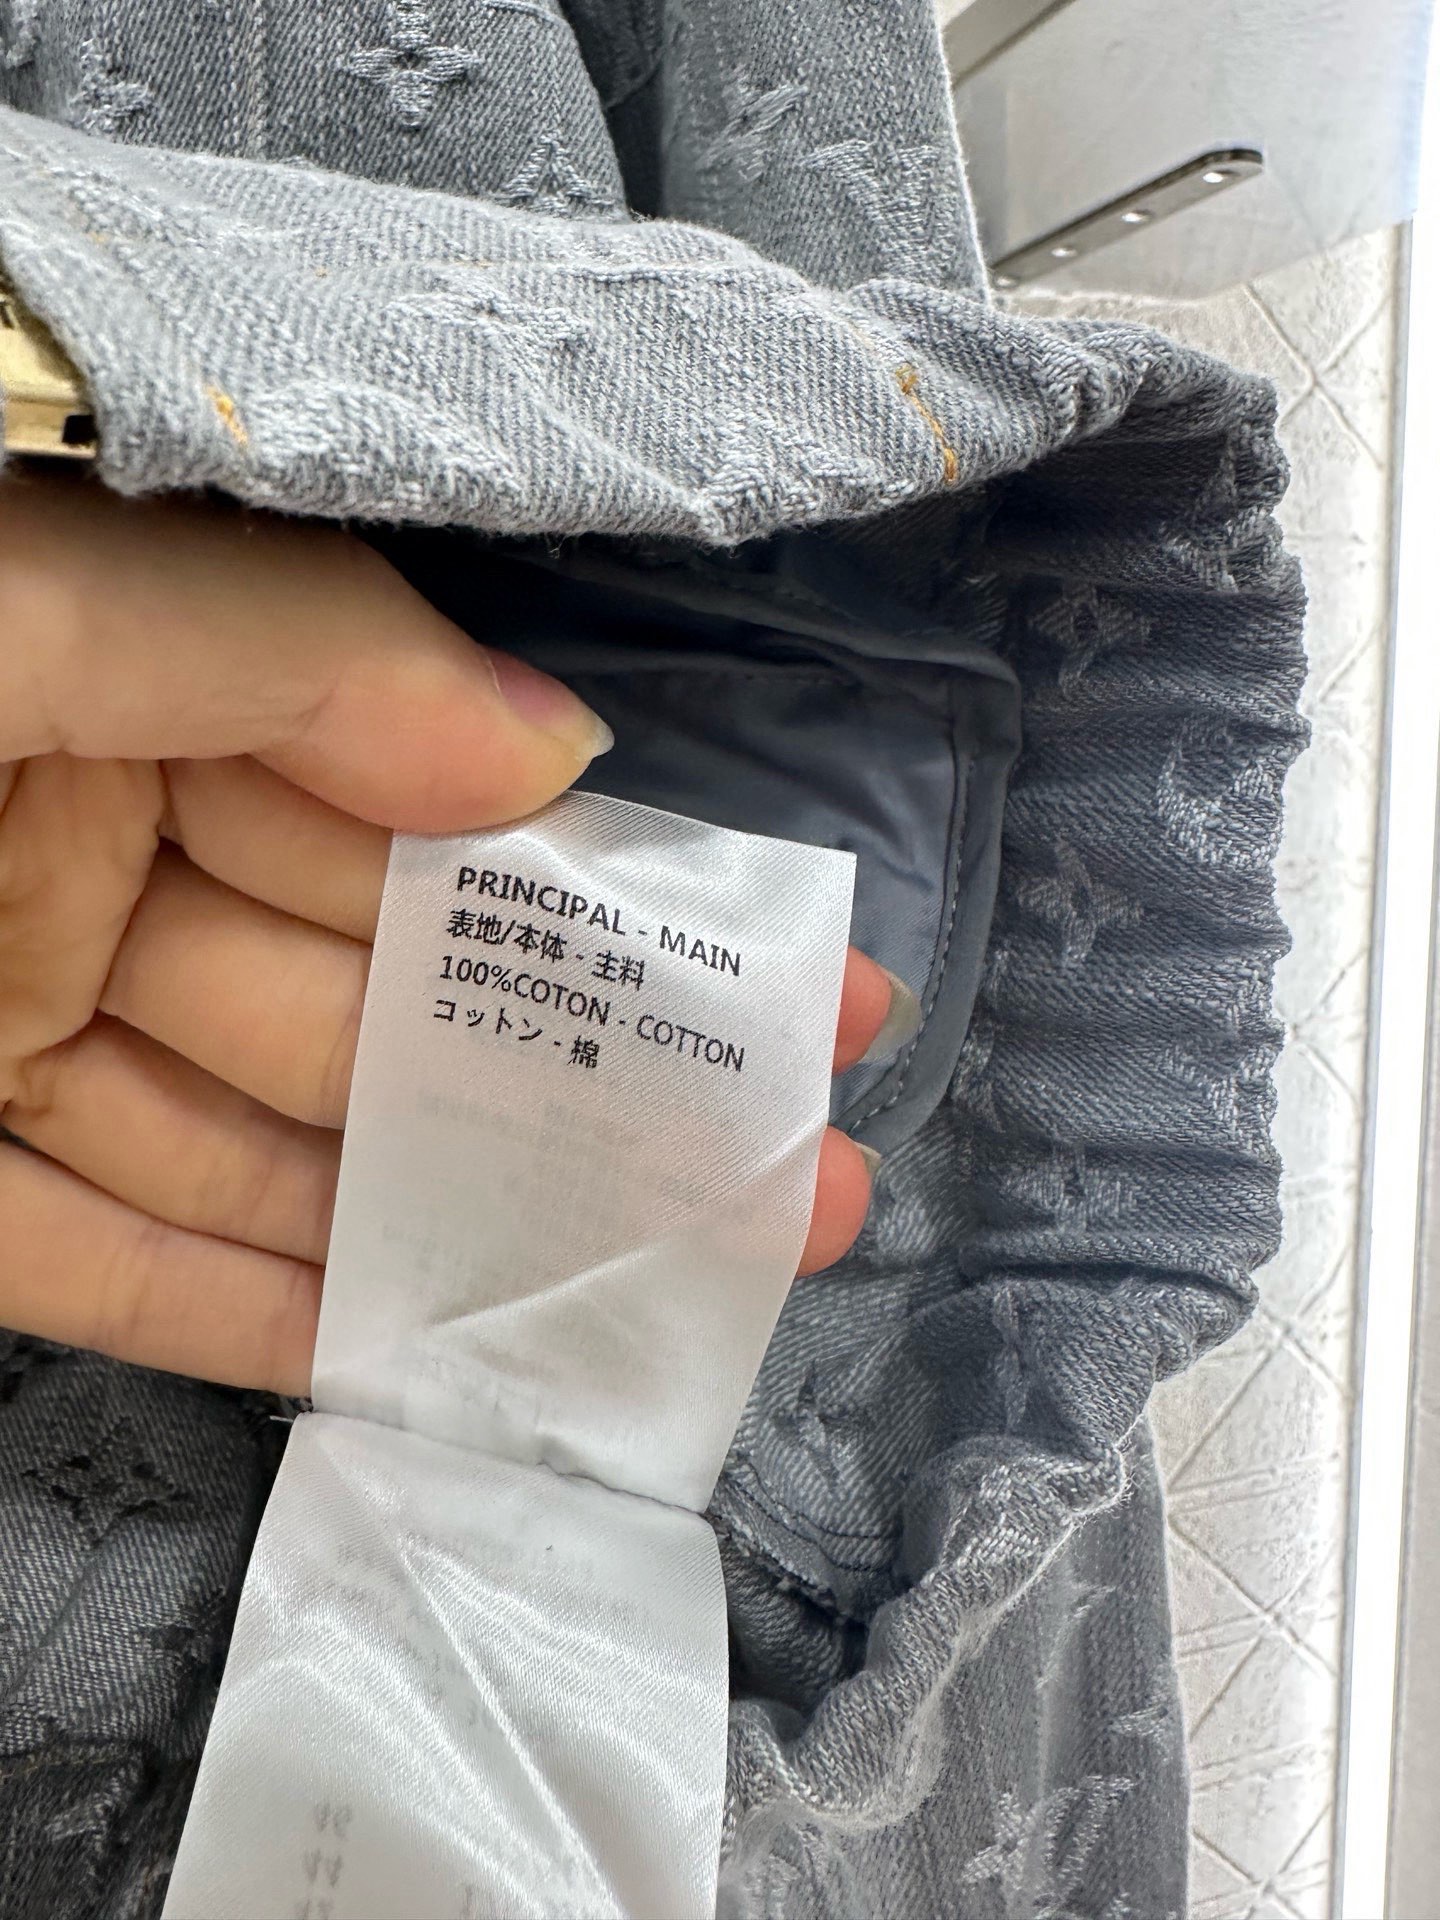 PRINCIPAL - MAIN
表地/本体 - 主料
100%COTON - COTTON
コットン - 棉